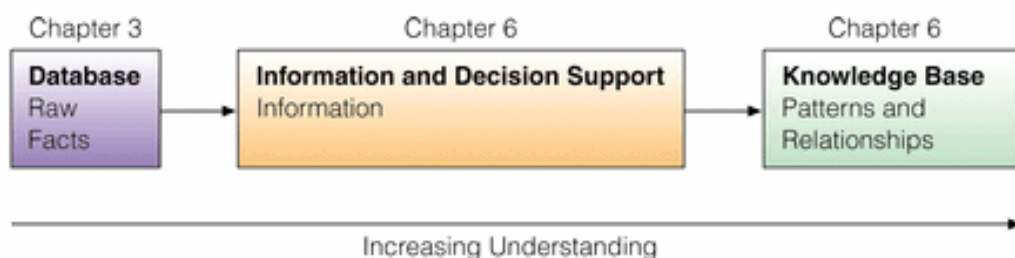 Chapter 3
Database
Raw
Facts
Chapter 6
Information and Decision Support
Information
Chapter 6
Knowledge Base
Patterns and
Relationships
Increasing Understanding